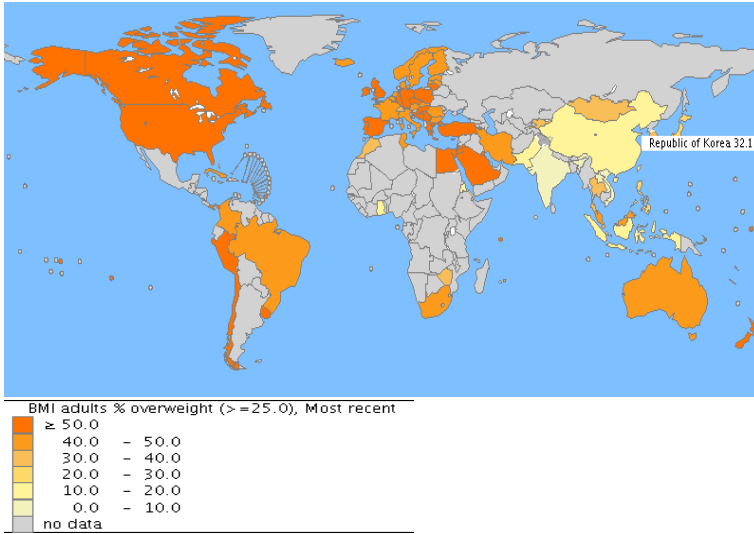 Republic of Korea 32.1
BMI adults % overweight (>=25.0), Most recent
≥ 50.0
40.0 - 50.0
30.0 - 40.0
20.0 - 30.0
10.0 - 20.0
0.0 - 10.0
no data